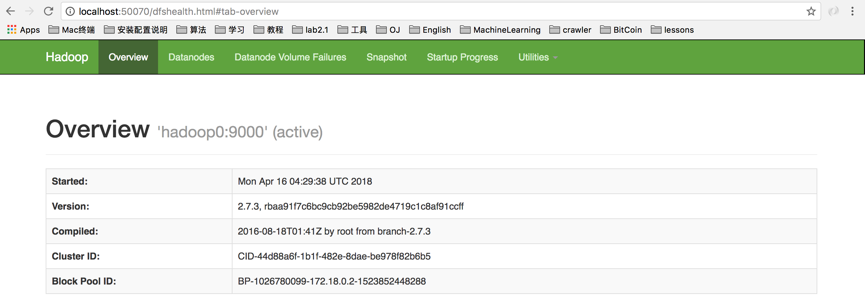 localhost:50070/dfshealth.html#tab-overview
Apps Mac终端 安装配置说明 算法 学习 教程 lab2.1 工具 OJ English MachineLearning crawler BitCoin lessons
Hadoop Overview Datanodes Datanode Volume Failures Snapshot Startup Progress Utilities
Overview 'hadoop0:9000' (active)
Started: Mon Apr 16 04:29:38 UTC 2018
Version: 2.7.3, rbaa91f7c6bc9cb92be5982de4719c1c8af91ccff
Compiled: 2016-08-18T01:41Z by root from branch-2.7.3
Cluster ID: CID-44d88a6f-1b1f-482e-8dae-be978f82b6b5
Block Pool ID: BP-1026780099-172.18.0.2-1523852448288